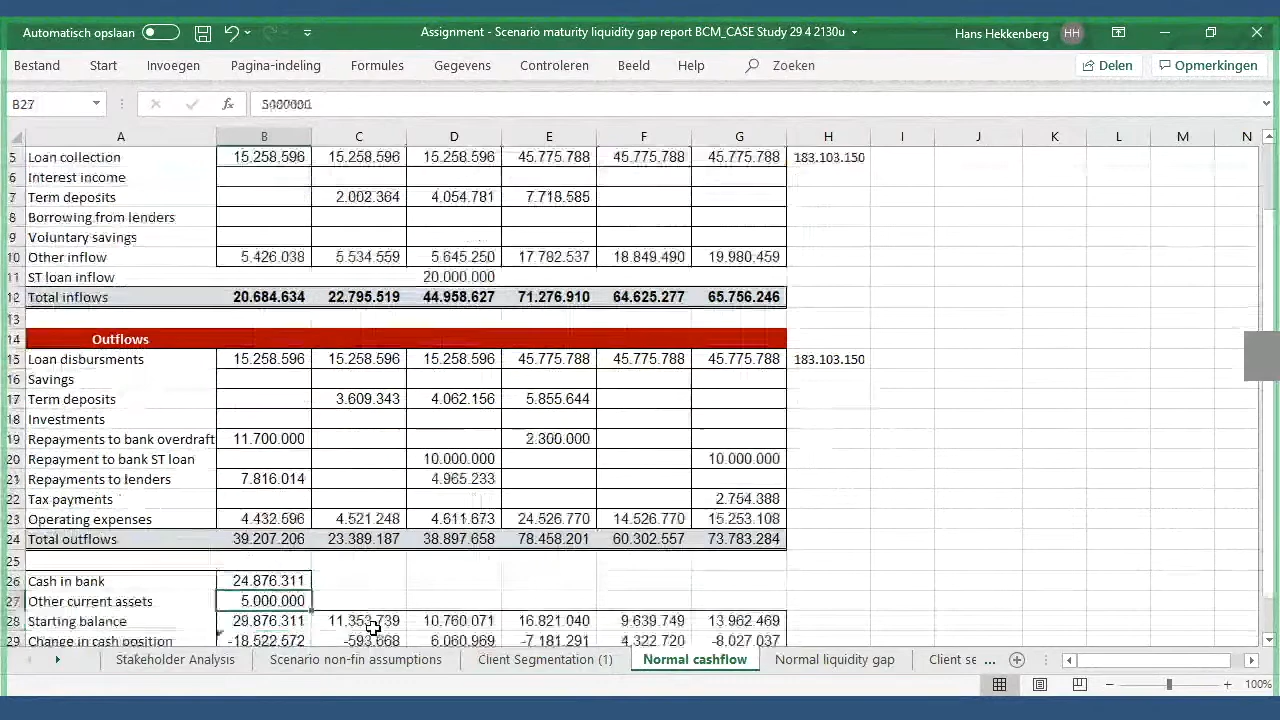 Automatisch opslaan Assignment - Scenario maturity liquidity gap report BCM_CASE Study 29 4 2130u Hans Hekkenberg HH
Bestand Start Invoegen Pagina-indeling Formules Gegevens Controleren Beeld Help Zoeken Delen Opmerkingen
B27 fx 5000000
A B C D E F G H I J K L M N
5 Loan collection 15.258.596 15.258.596 15.258.596 45.775.788 45.775.788 45.775.788 183.103.150
6 Interest income
7 Term deposits 2.002.364 4.054.781 7.718.585
8 Borrowing from lenders
9 Voluntary savings
10 Other inflow 5.426.038 5.534.559 5.645.250 17.782.537 18.849.490 19.980.459
11 ST loan inflow 20.000.000
12 Total inflows 20.684.634 22.795.519 44.958.627 71.276.910 64.625.277 65.756.246
13
14 Outflows
15 Loan disbursments 15.258.596 15.258.596 15.258.596 45.775.788 45.775.788 45.775.788 183.103.150
16 Savings
17 Term deposits 3.609.343 4.062.156 5.855.644
18 Investments
19 Repayments to bank overdraft 11.700.000 2.300.000
20 Repayment to bank ST loan 10.000.000 10.000.000
21 Repayments to lenders 7.816.014 4.965.233
22 Tax payments 2.754.388
23 Operating expenses 4.432.596 4.521.248 4.611.673 24.526.770 14.526.770 15.253.108
24 Total outflows 39.207.206 23.389.187 38.897.658 78.458.201 60.302.557 73.783.284
25
26 Cash in bank 24.876.311
27 Other current assets 5.000.000
28 Starting balance 29.876.311 11.353.739 10.760.071 16.821.040 9.639.749 13.962.469
29 Change in cash position -18.522.572 -593.668 6.060.969 -7.181.291 4.322.720 -8.027.037
Stakeholder Analysis Scenario non-fin assumptions Client Segmentation (1) Normal cashflow Normal liquidity gap Client se ...
100%